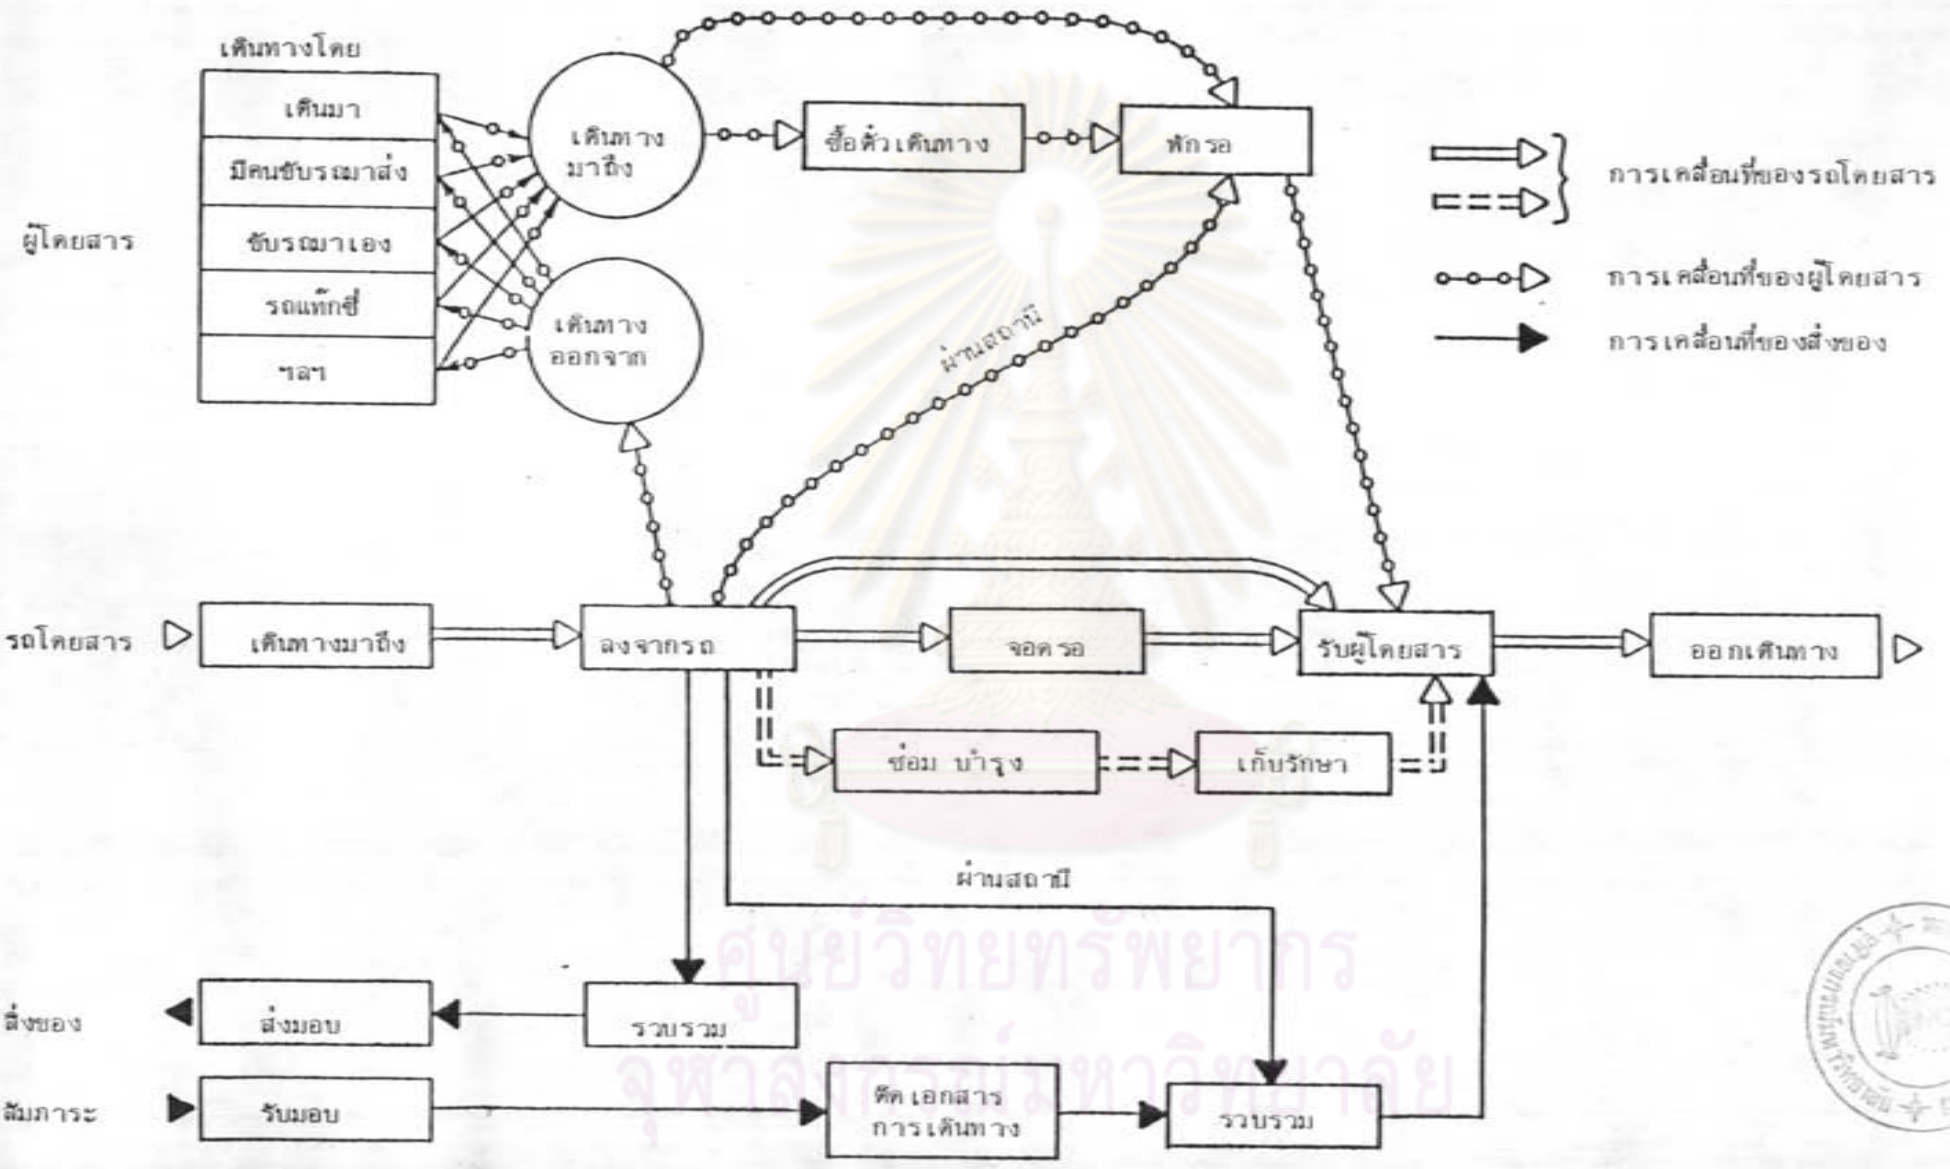 เดินทางโดย
เดินมา
มีคนขับรถมาส่ง
ขับรถมาเอง
รถแท๊กซี่
ฯลฯ
ผู้โดยสาร
เดินทาง
มาถึง
เดินทาง
ออกจาก
ซื้อตั๋วเดินทาง
พักรอ
ผ่านสถานี
การเคลื่อนที่ของรถโดยสาร
การเคลื่อนที่ของผู้โดยสาร
การเคลื่อนที่ของสิ่งของ
รถโดยสาร
เดินทางมาถึง
ลงจากรถ
จอดรอ
รับผู้โดยสาร
ออกเดินทาง
ซ่อม บำรุง
เก็บรักษา
ผ่านสถานี
ศูนย์วิทยทรัพยากร
จุฬาลงกรณ์มหาวิทยาลัย
สิ่งของ
ส่งมอบ
รวบรวม
สัมภาระ
รับมอบ
ติดเอกสาร
การเดินทาง
รวบรวม